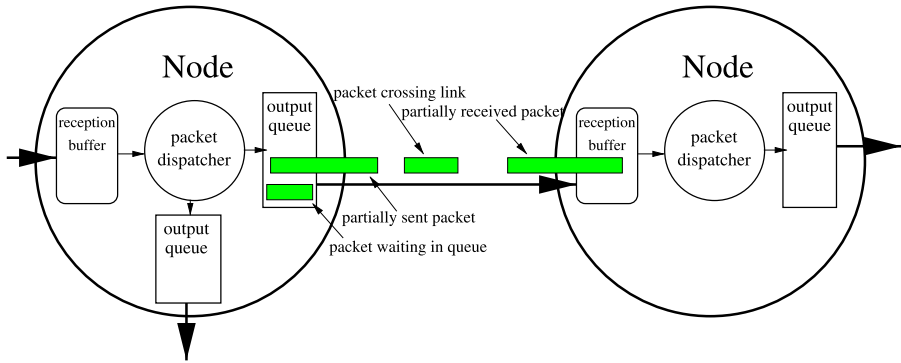 Node
reception
buffer
packet
dispatcher
output
queue
output
queue
packet crossing link
partially received packet
partially sent packet
packet waiting in queue
Node
reception
buffer
packet
dispatcher
output
queue